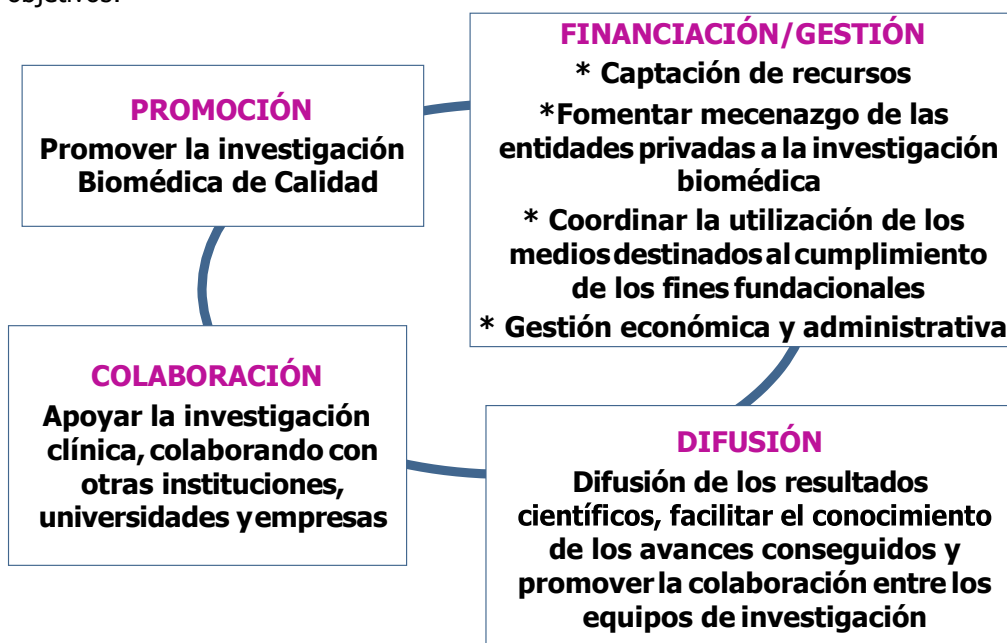 objetivos:
PROMOCIÓN
Promover la investigación
Biomédica de Calidad
FINANCIACIÓN/GESTIÓN
* Captación de recursos
*Fomentar mecenazgo de las
entidades privadas a la investigación
biomédica
* Coordinar la utilización de los
medios destinados al cumplimiento
de los fines fundacionales
* Gestión económica y administrativa
COLABORACIÓN
Apoyar la investigación
clínica, colaborando con
otras instituciones,
universidades y empresas
DIFUSIÓN
Difusión de los resultados
científicos, facilitar el conocimiento
de los avances conseguidos y
promover la colaboración entre los
equipos de investigación